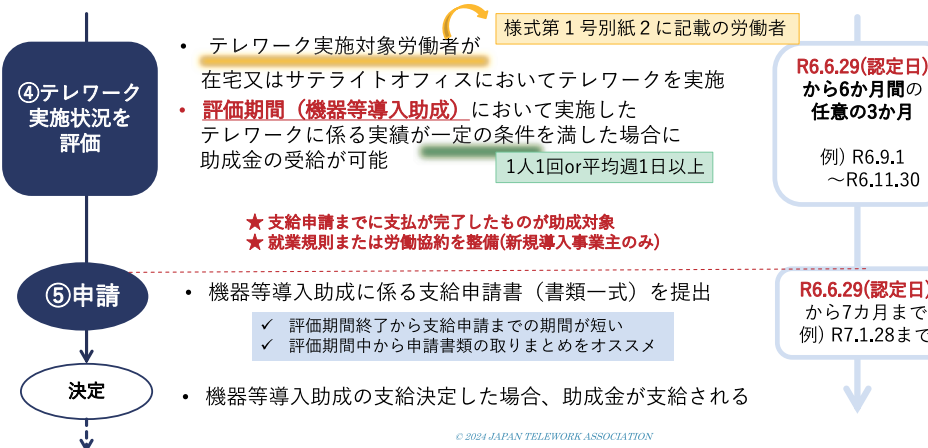 様式第１号別紙２に記載の労働者
④テレワーク
実施状況を
評価
• テレワーク実施対象労働者が
在宅又はサテライトオフィスにおいてテレワークを実施
• 評価期間（機器等導入助成）において実施した
テレワークに係る実績が一定の条件を満した場合に
助成金の受給が可能
1人1回or平均週1日以上
R6.6.29(認定日)
から6か月間の
任意の3か月
例) R6.9.1
～R6.11.30
★ 支給申請までに支払が完了したものが助成対象
★ 就業規則または労働協約を整備(新規導入事業主のみ)
⑤申請
• 機器等導入助成に係る支給申請書（書類一式）を提出
✓ 評価期間終了から支給申請までの期間が短い
✓ 評価期間中から申請書類の取りまとめをオススメ
R6.6.29(認定日)
から7カ月まで
例) R7.1.28まで
決定
• 機器等導入助成の支給決定した場合、助成金が支給される
© 2024 JAPAN TELEWORK ASSOCIATION